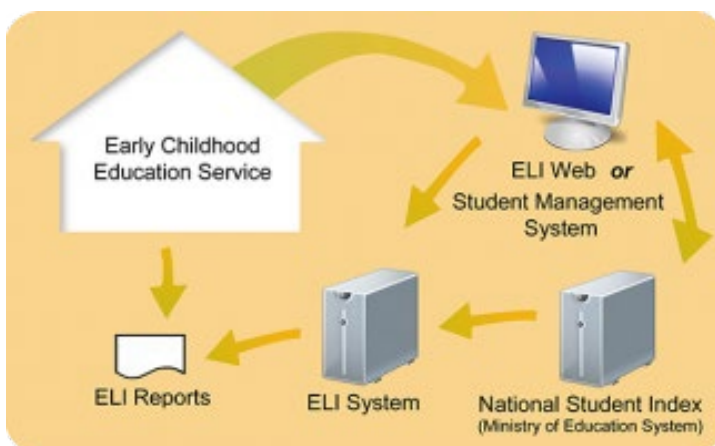 Early Childhood
Education Service
ELI Web or
Student Management
System
ELI Reports
ELI System
National Student Index
(Ministry of Education System)